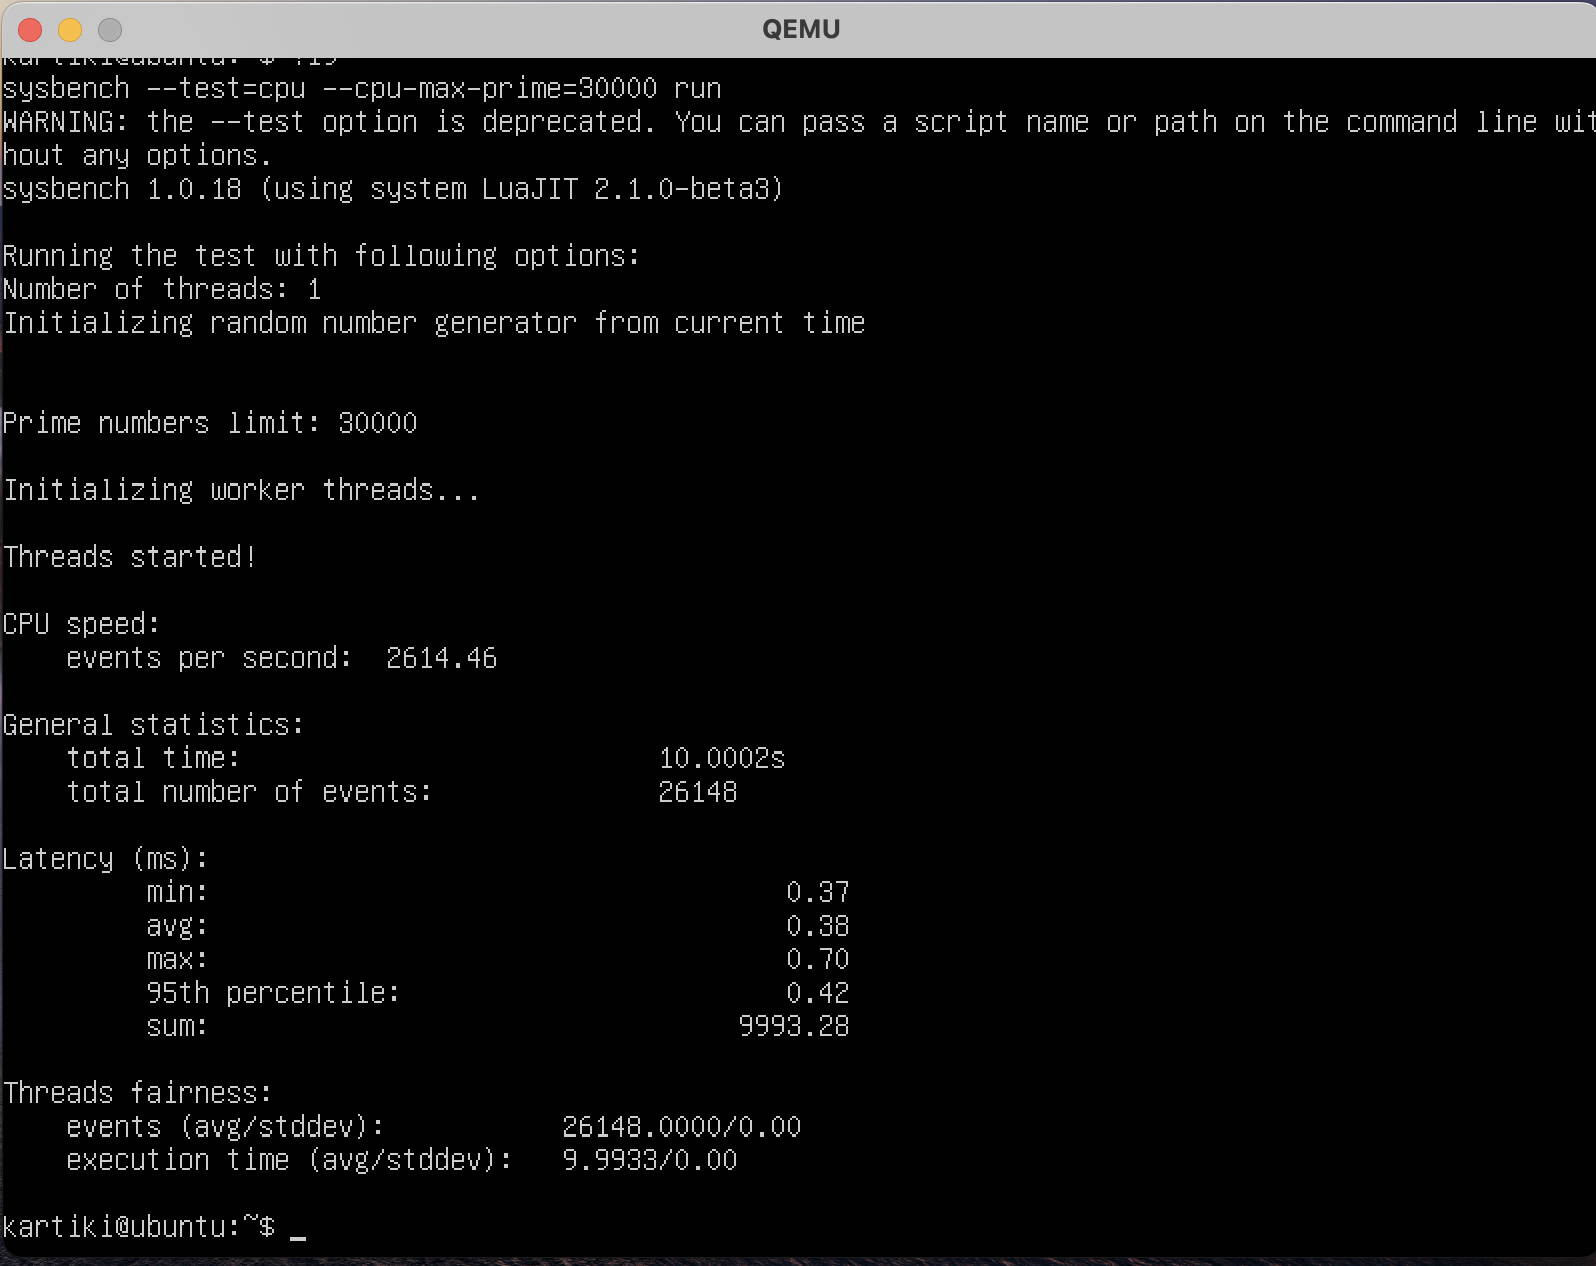 QEMU
kartiki@ubuntu:~$ !19
sysbench --test=cpu --cpu-max-prime=30000 run
WARNING: the --test option is deprecated. You can pass a script name or path on the command line wit
hout any options.
sysbench 1.0.18 (using system LuaJIT 2.1.0-beta3)
Running the test with following options:
Number of threads: 1
Initializing random number generator from current time
Prime numbers limit: 30000
Initializing worker threads...
Threads started!
CPU speed:
events per second: 2614.46
General statistics:
total time: 10.0002s
total number of events: 26148
Latency (ms):
min: 0.37
avg: 0.38
max: 0.70
95th percentile: 0.42
sum: 9993.28
Threads fairness:
events (avg/stddev): 26148.0000/0.00
execution time (avg/stddev): 9.9933/0.00
kartiki@ubuntu:~$ _